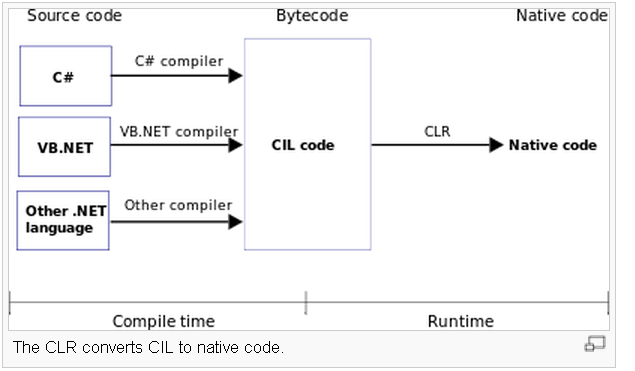 Source code
Bytecode
Native code
C#
C# compiler
VB.NET
VB.NET compiler
Other .NET
language
Other compiler
CIL code
CLR
Native code
Compile time
Runtime
The CLR converts CIL to native code.